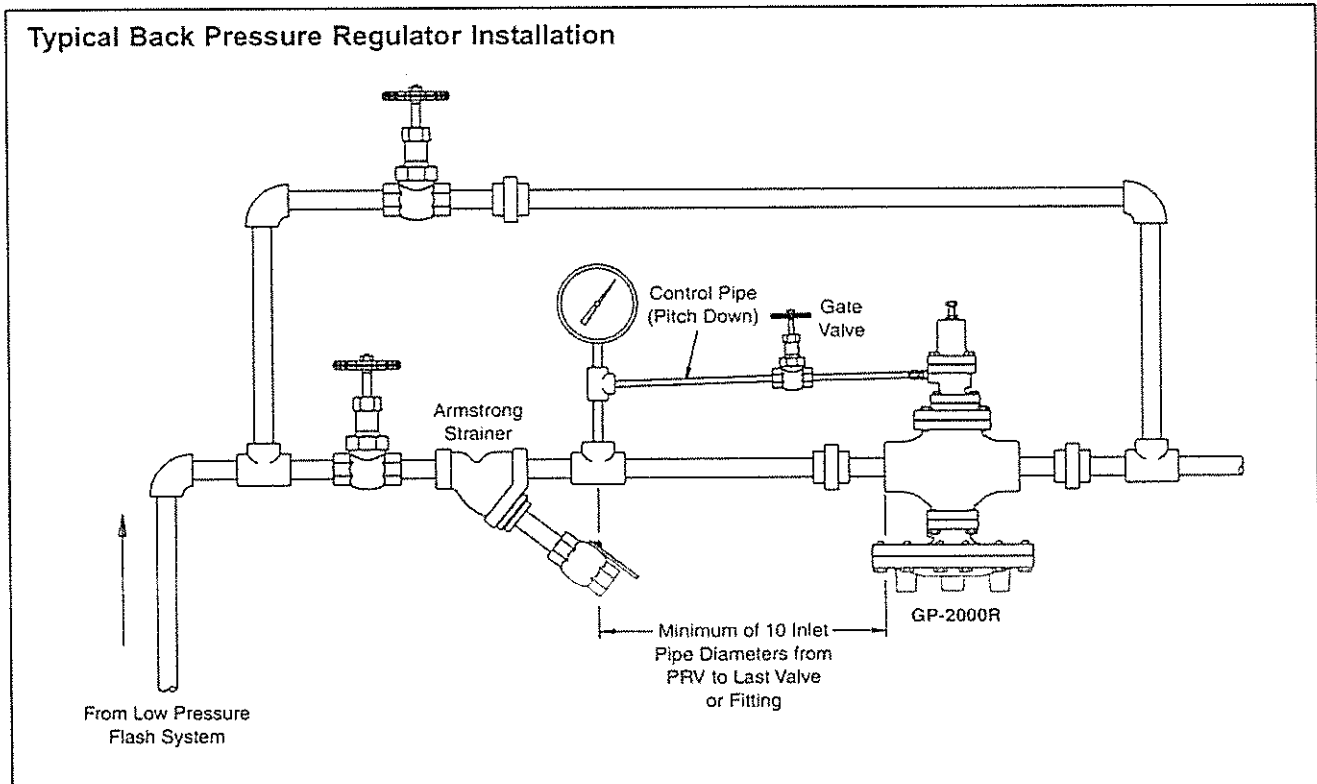 Typical Back Pressure Regulator Installation
Control Pipe
(Pitch Down)
Gate
Valve
Armstrong
Strainer
GP-2000R
Minimum of 10 Inlet
Pipe Diameters from
PRV to Last Valve
or Fitting
From Low Pressure
Flash System